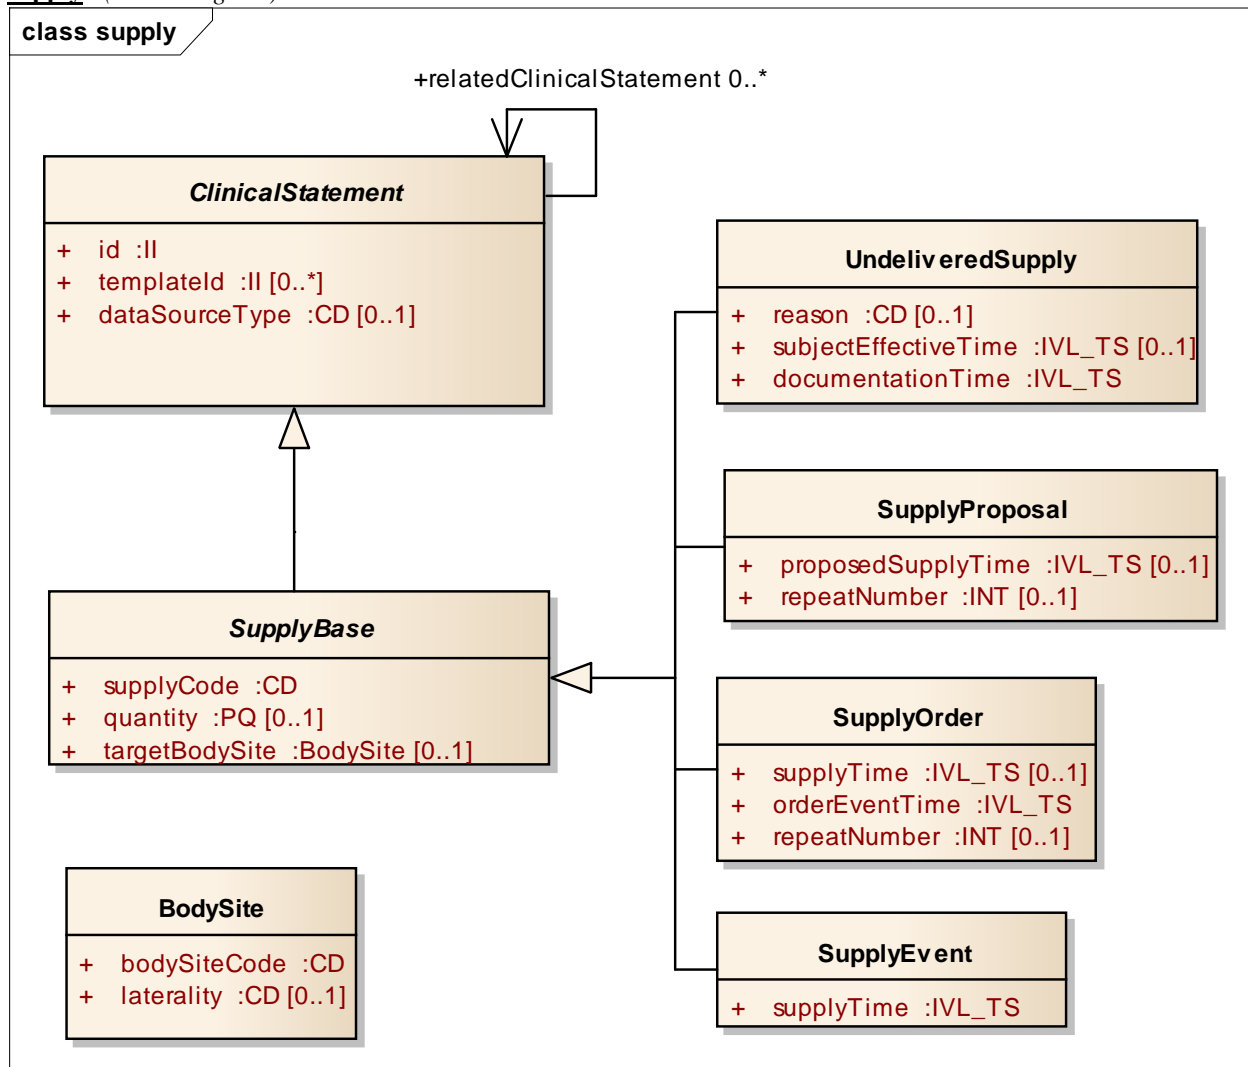 class supply
+relatedClinicalStatement 0..*
ClinicalStatement
+ id :II
+ templateId :II [0..*]
+ dataSourceType :CD [0..1]
UndeliveredSupply
+ reason :CD [0..1]
+ subjectEffectiveTime :IVL_TS [0..1]
+ documentationTime :IVL_TS
SupplyProposal
+ proposedSupplyTime :IVL_TS [0..1]
+ repeatNumber :INT [0..1]
SupplyBase
+ supplyCode :CD
+ quantity :PQ [0..1]
+ targetBodySite :BodySite [0..1]
SupplyOrder
+ supplyTime :IVL_TS [0..1]
+ orderEventTime :IVL_TS
+ repeatNumber :INT [0..1]
BodySite
+ bodySiteCode :CD
+ laterality :CD [0..1]
SupplyEvent
+ supplyTime :IVL_TS